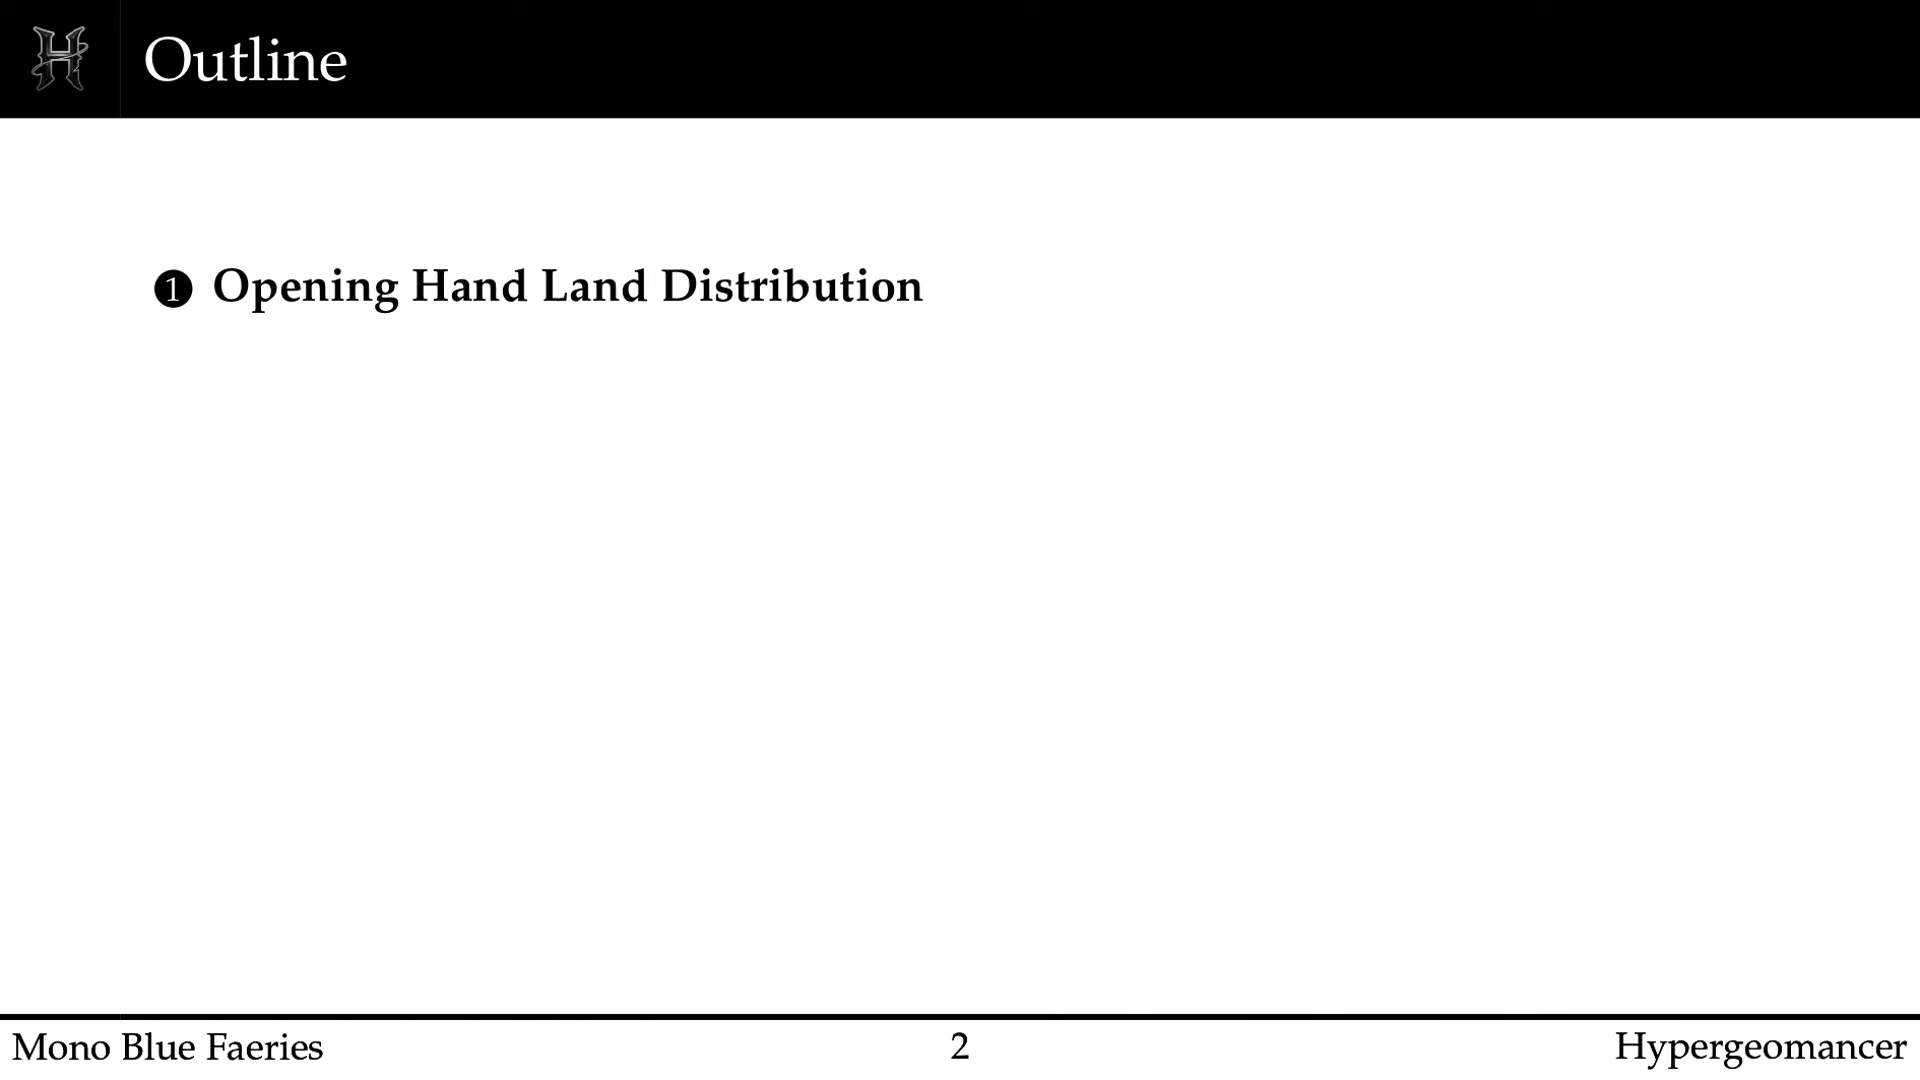 Outline
1 Opening Hand Land Distribution
Mono Blue Faeries 2 Hypergeomancer